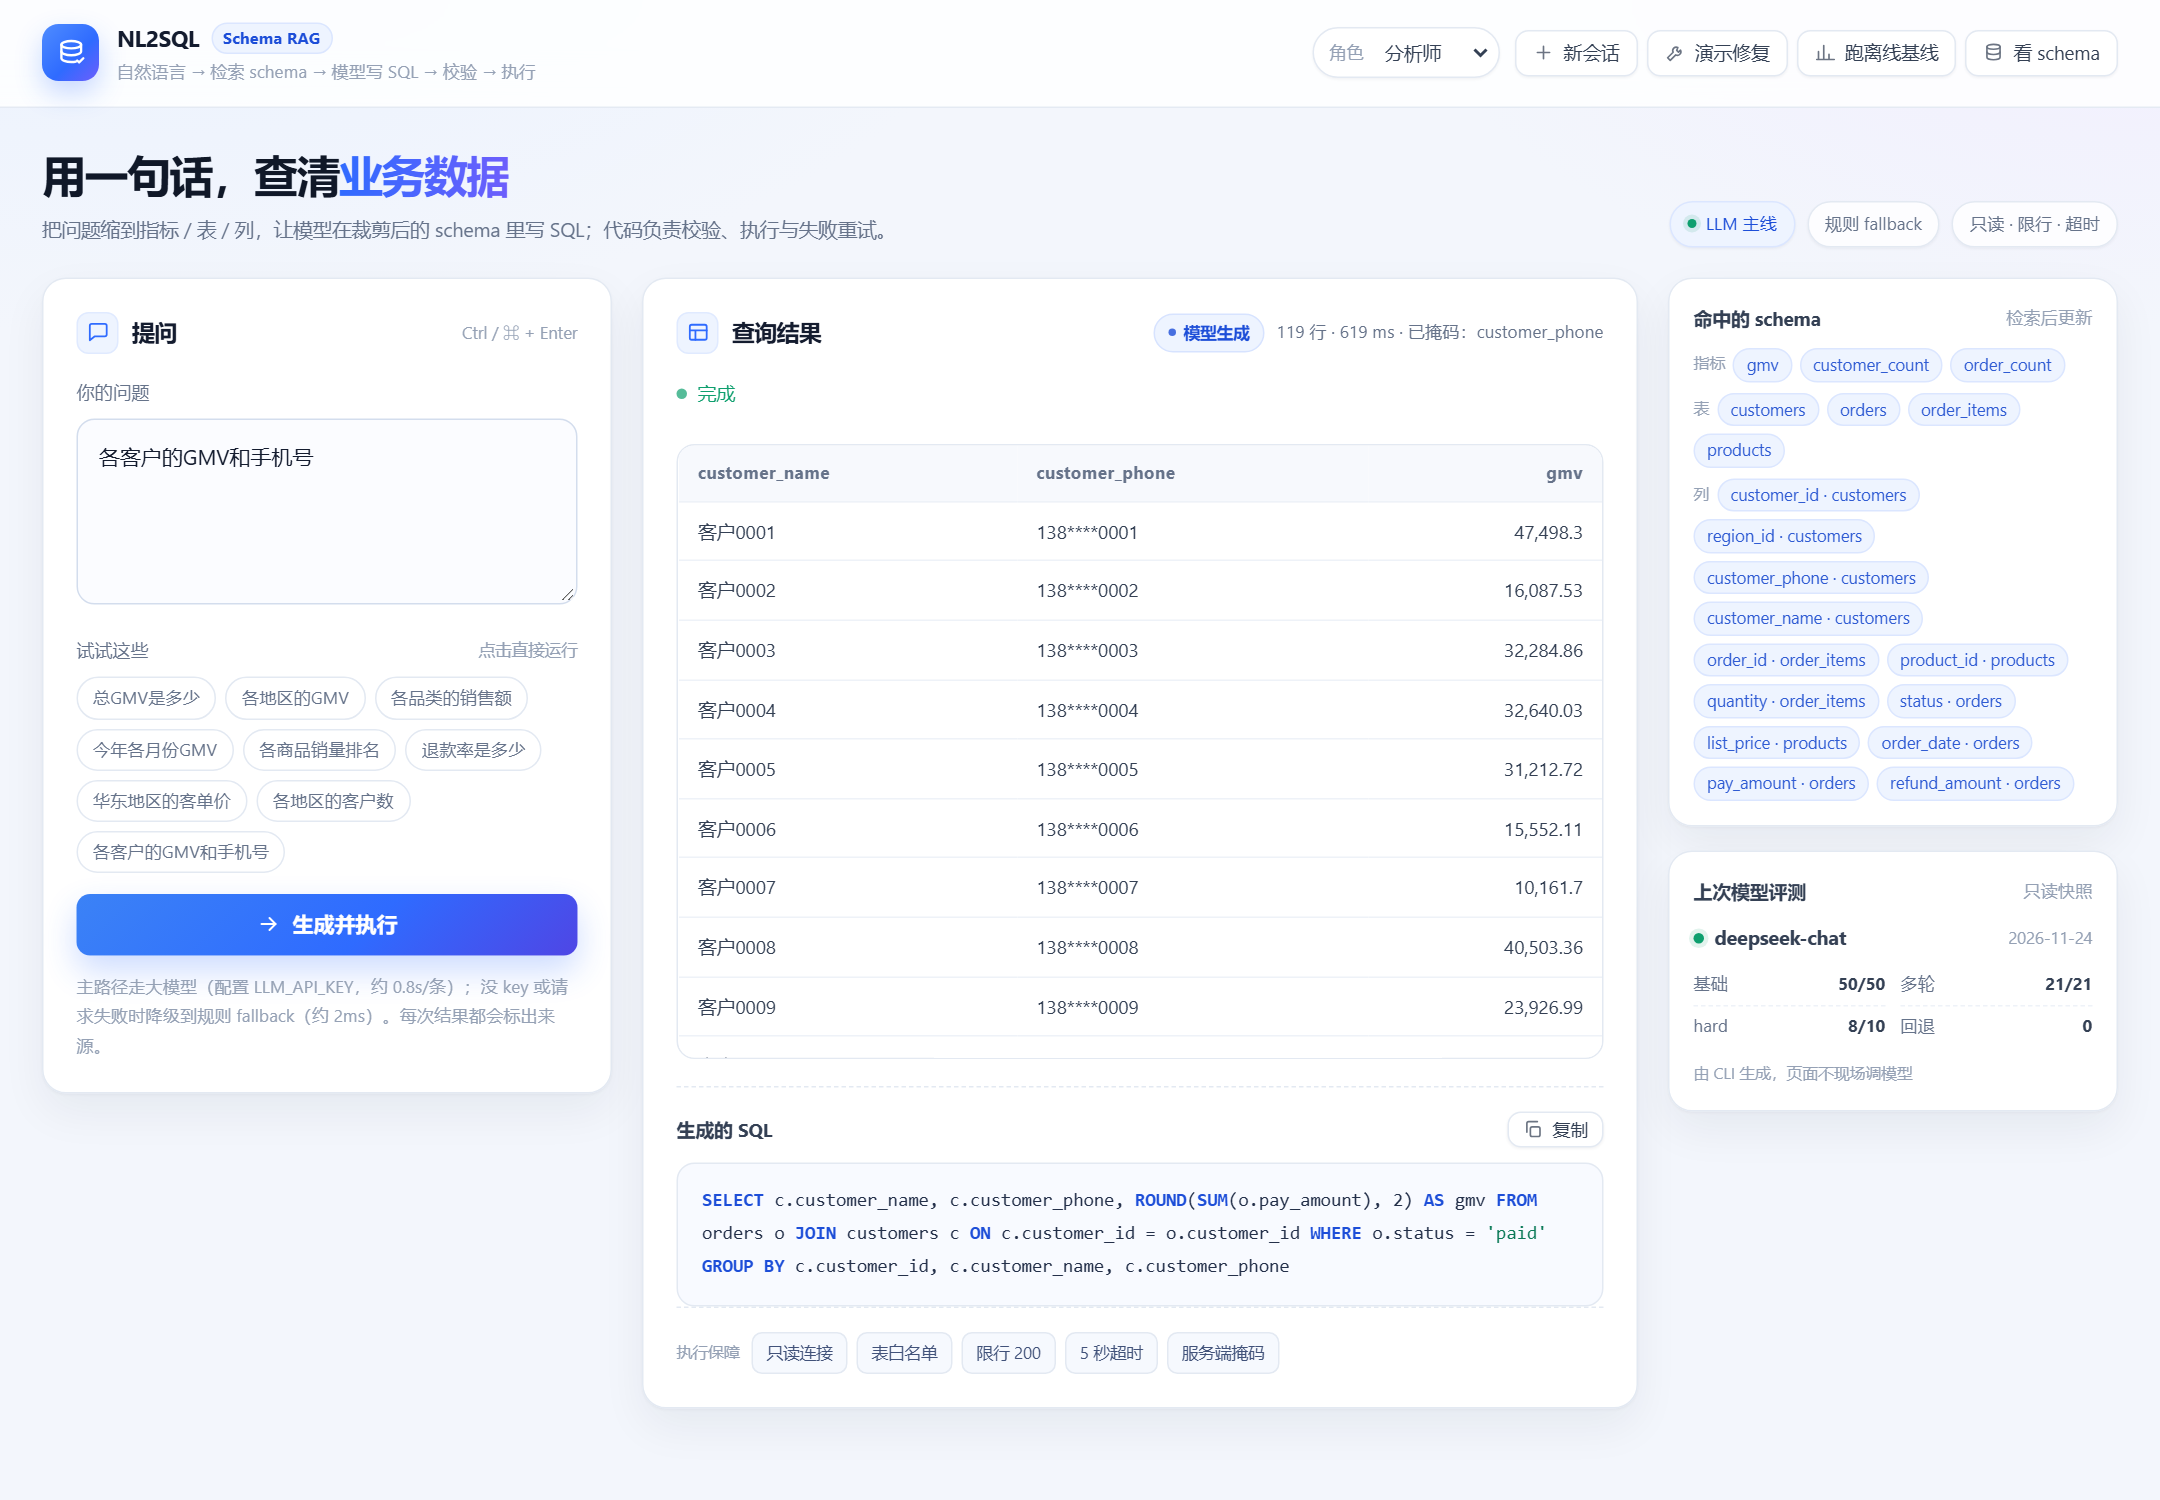 NL2SQL Schema RAG
自然语言 → 检索 schema → 模型写 SQL → 校验 → 执行
角色 分析师
新会话
演示修复
跑离线基线
看 schema
用一句话，查清业务数据
把问题缩到指标 / 表 / 列，让模型在裁剪后的 schema 里写 SQL；代码负责校验、执行与失败重试。
LLM 主线
规则 fallback
只读 · 限行 · 超时
提问 Ctrl / ⌘ + Enter
你的问题
各客户的GMV和手机号
试试这些 点击直接运行
总GMV是多少 各地区的GMV 各品类的销售额
今年各月份GMV 各商品销量排名 退款率是多少
华东地区的客单价 各地区的客户数
各客户的GMV和手机号
→ 生成并执行
主路径走大模型（配置 LLM_API_KEY，约 0.8s/条）；没 key 或请
求失败时降级到规则 fallback（约 2ms）。每次结果都会标出来
源。
查询结果 模型生成 119 行 · 619 ms · 已掩码：customer_phone
完成
customer_name customer_phone gmv
客户0001 138****0001 47,498.3
客户0002 138****0002 16,087.53
客户0003 138****0003 32,284.86
客户0004 138****0004 32,640.03
客户0005 138****0005 31,212.72
客户0006 138****0006 15,552.11
客户0007 138****0007 10,161.7
客户0008 138****0008 40,503.36
客户0009 138****0009 23,926.99
生成的 SQL 复制
SELECT c.customer_name, c.customer_phone, ROUND(SUM(o.pay_amount), 2) AS gmv FROM
orders o JOIN customers c ON c.customer_id = o.customer_id WHERE o.status = 'paid'
GROUP BY c.customer_id, c.customer_name, c.customer_phone
执行保障 只读连接 表白名单 限行 200 5 秒超时 服务端掩码
命中的 schema 检索后更新
指标 gmv customer_count order_count
表 customers orders order_items
products
列 customer_id · customers
region_id · customers
customer_phone · customers
customer_name · customers
order_id · order_items product_id · products
quantity · order_items status · orders
list_price · products order_date · orders
pay_amount · orders refund_amount · orders
上次模型评测 只读快照
deepseek-chat 2026-11-24
基础 50/50 多轮 21/21
hard 8/10 回退 0
由 CLI 生成，页面不现场调模型